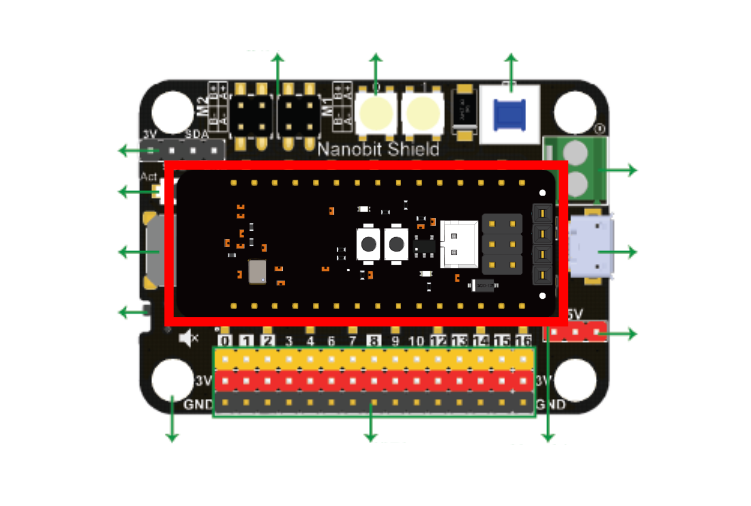 M2
B+ A+
B- A-
M1
B+ A+
B- A-
3V SDA
Nanobit Shield
Act
5V
0 1 2 3 4 6 7 8 9 10 12 13 14 15 16
3V 3V
GND GND